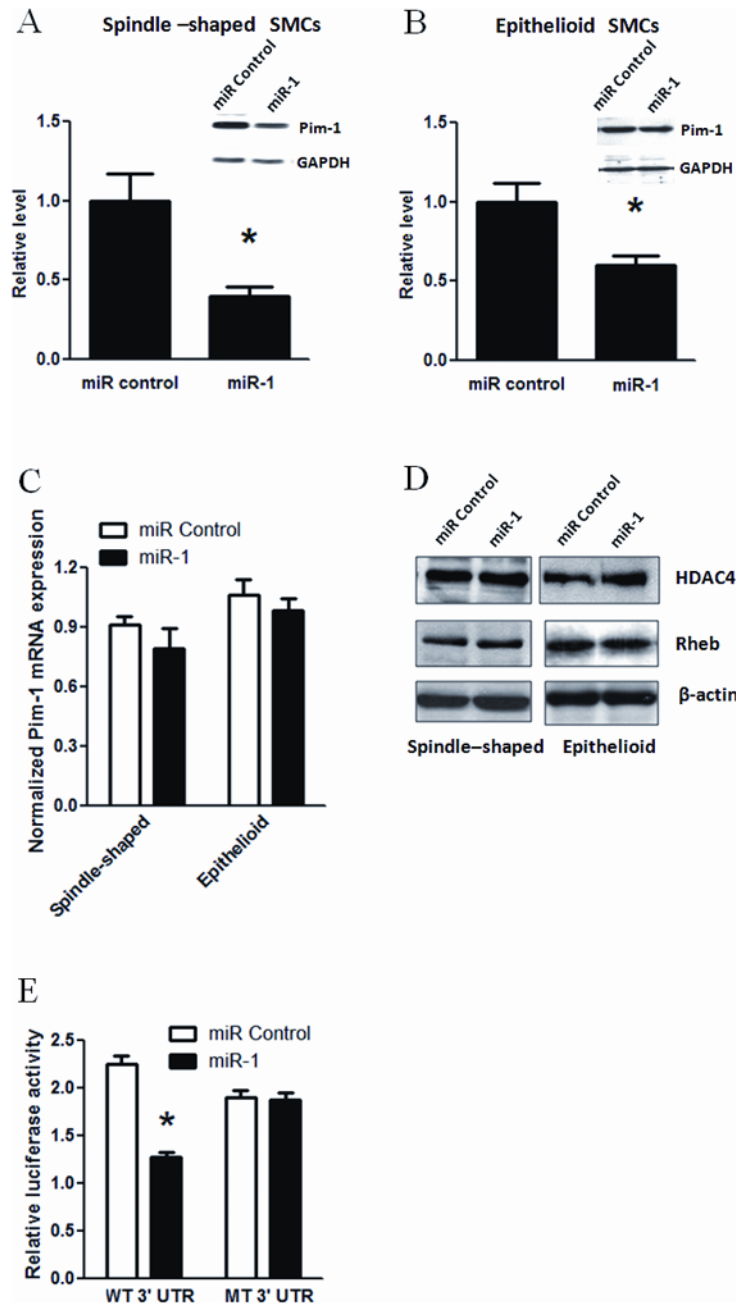 A
Spindle –shaped SMCs
miR Control
miR-1
Pim-1
GAPDH
Relative level
1.5
1.0
0.5
0.0
miR control
miR-1
*
B
Epithelioid SMCs
miR Control
miR-1
Pim-1
GAPDH
Relative level
1.5
1.0
0.5
0.0
miR control
miR-1
*
C
miR Control
miR-1
Normalized Pim-1 mRNA expression
1.2
0.9
0.6
0.3
0.0
Spindle-shaped
Epithelioid
D
miR Control
miR-1
miR Control
miR-1
HDAC4
Rheb
β-actin
Spindle–shaped
Epithelioid
E
miR Control
miR-1
Relative luciferase activity
2.5
2.0
1.5
1.0
0.5
0.0
*
WT 3' UTR
MT 3' UTR